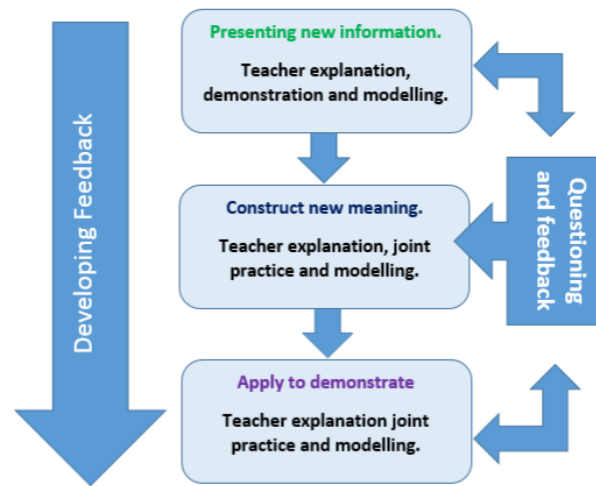 Developing Feedback
Presenting new information.
Teacher explanation,
demonstration and modelling.
Construct new meaning.
Teacher explanation, joint
practice and modelling.
Apply to demonstrate
Teacher explanation joint
practice and modelling.
Questioning
and feedback